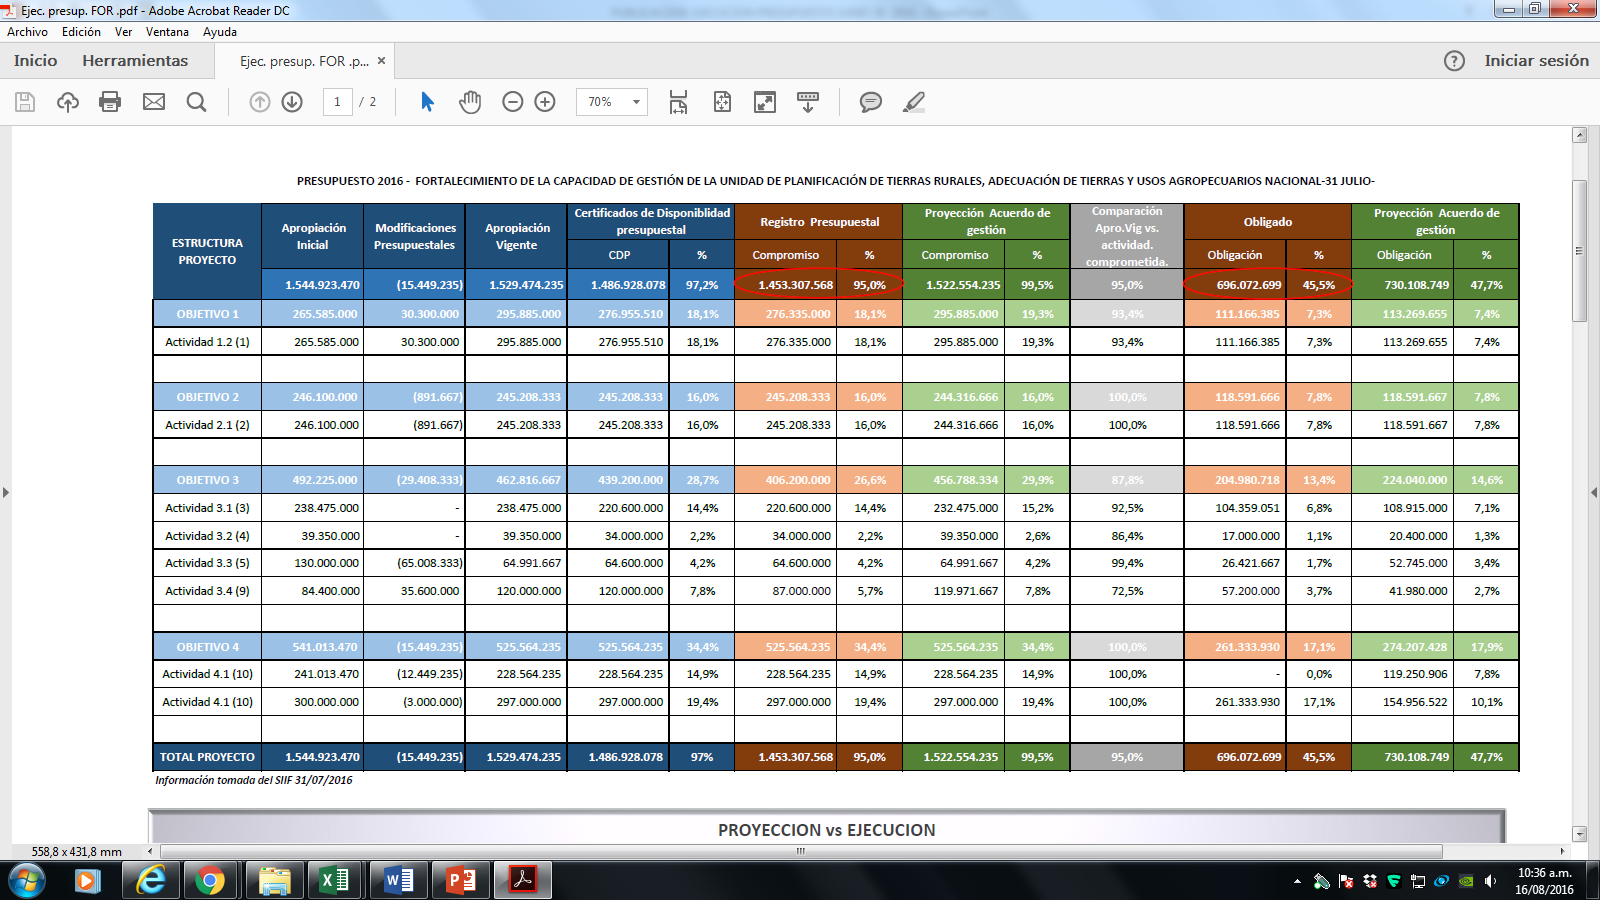 Ejec. presup. FOR .pdf - Adobe Acrobat Reader DC
Archivo Edición Ver Ventana Ayuda
Inicio Herramientas Ejec. presup. FOR .p... × ? Iniciar sesión
1 / 2 70%
PRESUPUESTO 2016 - FORTALECIMIENTO DE LA CAPACIDAD DE GESTIÓN DE LA UNIDAD DE PLANIFICACIÓN DE TIERRAS RURALES, ADECUACIÓN DE TIERRAS Y USOS AGROPECUARIOS NACIONAL-31 JULIO-
ESTRUCTURA PROYECTO Apropiación Inicial Modificaciones Presupuestales Apropiación Vigente Certificados de Disponiblidad presupuestal Registro Presupuestal Proyección Acuerdo de gestión Comparación Apro.Vig vs. actividad. comprometida. Obligado Proyección Acuerdo de gestión
CDP % Compromiso % Compromiso % Obligación % Obligación %
1.544.923.470 (15.449.235) 1.529.474.235 1.486.928.078 97,2% 1.453.307.568 95,0% 1.522.554.235 99,5% 95,0% 696.072.699 45,5% 730.108.749 47,7%
OBJETIVO 1 265.585.000 30.300.000 295.885.000 276.955.510 18,1% 276.335.000 18,1% 295.885.000 19,3% 93,4% 111.166.385 7,3% 113.269.655 7,4%
Actividad 1.2 (1) 265.585.000 30.300.000 295.885.000 276.955.510 18,1% 276.335.000 18,1% 295.885.000 19,3% 93,4% 111.166.385 7,3% 113.269.655 7,4%
OBJETIVO 2 246.100.000 (891.667) 245.208.333 245.208.333 16,0% 245.208.333 16,0% 244.316.666 16,0% 100,0% 118.591.666 7,8% 118.591.667 7,8%
Actividad 2.1 (2) 246.100.000 (891.667) 245.208.333 245.208.333 16,0% 245.208.333 16,0% 244.316.666 16,0% 100,0% 118.591.666 7,8% 118.591.667 7,8%
OBJETIVO 3 492.225.000 (29.408.333) 462.816.667 439.200.000 28,7% 406.200.000 26,6% 456.788.334 29,9% 87,8% 204.980.718 13,4% 224.040.000 14,6%
Actividad 3.1 (3) 238.475.000 - 238.475.000 220.600.000 14,4% 220.600.000 14,4% 232.475.000 15,2% 92,5% 104.359.051 6,8% 108.915.000 7,1%
Actividad 3.2 (4) 39.350.000 - 39.350.000 34.000.000 2,2% 34.000.000 2,2% 39.350.000 2,6% 86,4% 17.000.000 1,1% 20.400.000 1,3%
Actividad 3.3 (5) 130.000.000 (65.008.333) 64.991.667 64.600.000 4,2% 64.600.000 4,2% 64.991.667 4,2% 99,4% 26.421.667 1,7% 52.745.000 3,4%
Actividad 3.4 (9) 84.400.000 35.600.000 120.000.000 120.000.000 7,8% 87.000.000 5,7% 119.971.667 7,8% 72,5% 57.200.000 3,7% 41.980.000 2,7%
OBJETIVO 4 541.013.470 (15.449.235) 525.564.235 525.564.235 34,4% 525.564.235 34,4% 525.564.235 34,4% 100,0% 261.333.930 17,1% 274.207.428 17,9%
Actividad 4.1 (10) 241.013.470 (12.449.235) 228.564.235 228.564.235 14,9% 228.564.235 14,9% 228.564.235 14,9% 100,0% - 0,0% 119.250.906 7,8%
Actividad 4.1 (10) 300.000.000 (3.000.000) 297.000.000 297.000.000 19,4% 297.000.000 19,4% 297.000.000 19,4% 100,0% 261.333.930 17,1% 154.956.522 10,1%
TOTAL PROYECTO 1.544.923.470 (15.449.235) 1.529.474.235 1.486.928.078 97% 1.453.307.568 95,0% 1.522.554.235 99,5% 95,0% 696.072.699 45,5% 730.108.749 47,7%
Información tomada del SIIF 31/07/2016
PROYECCION vs EJECUCION
558,8 x 431,8 mm
10:36 a.m.
16/08/2016